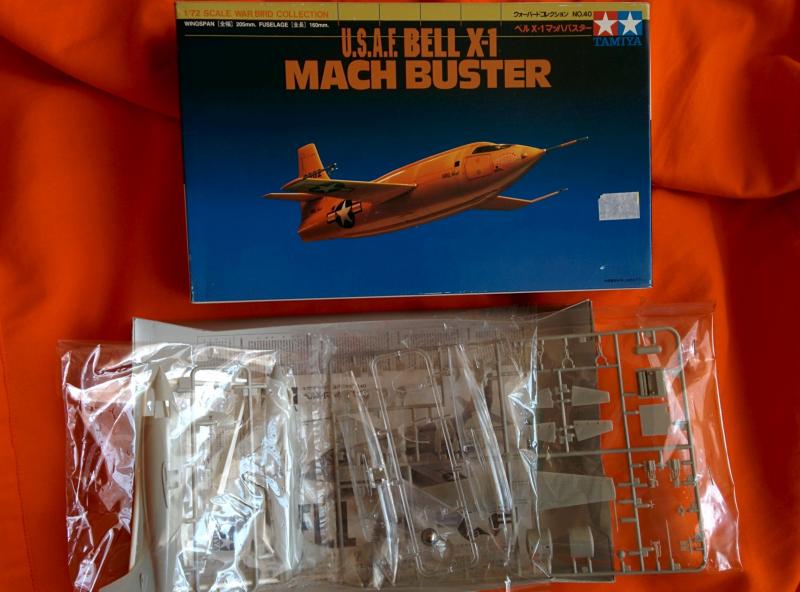 1/72 SCALE WAR BIRD COLLECTION
WINGSPAN [全幅] 205mm. FUSELAGE [全長] 160mm.
ウォーバードコレクション NO.40
ベル X-1 マッハバスター
TAMIYA
U.S.A.F. BELL X-1
MACH BUSTER